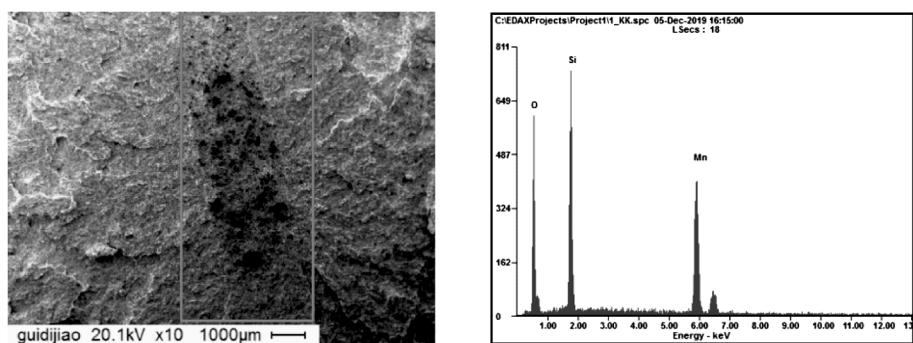 guidijiao 20.1kV x10 1000µm
C:\EDAXProjects\Project1\1_KK.spc 05-Dec-2019 16:15:00
LSecs : 18
811
649
487
324
162
0
O
Si
Mn
1.00 2.00 3.00 4.00 5.00 6.00 7.00 8.00 9.00 10.00 11.00 12.00 13.0
Energy - keV